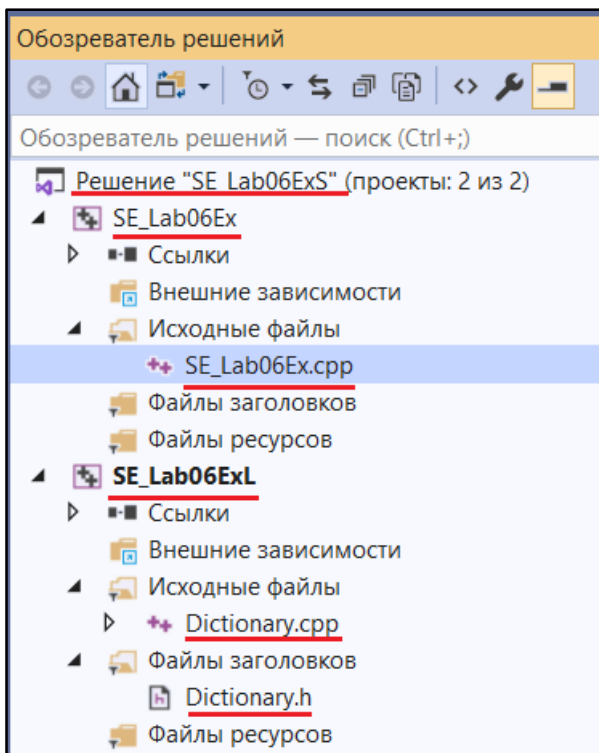 Обозреватель решений
Обозреватель решений — поиск (Ctrl+;)
Решение "SE_Lab06ExS" (проекты: 2 из 2)
SE_Lab06Ex
Ссылки
Внешние зависимости
Исходные файлы
SE_Lab06Ex.cpp
Файлы заголовков
Файлы ресурсов
SE_Lab06ExL
Ссылки
Внешние зависимости
Исходные файлы
Dictionary.cpp
Файлы заголовков
Dictionary.h
Файлы ресурсов